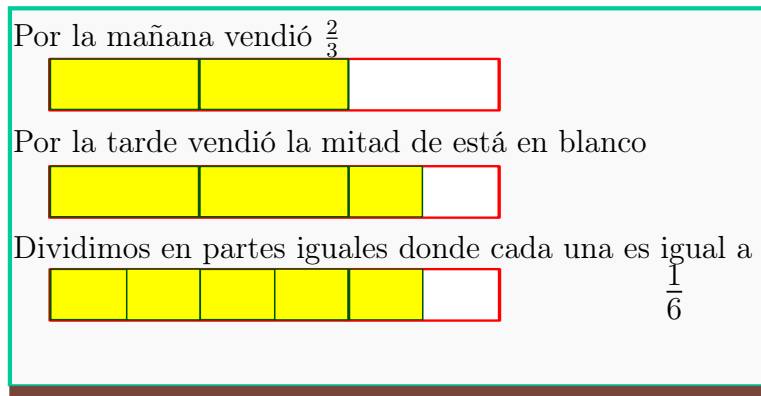 Por la mañana vendió 2/3
Por la tarde vendió la mitad de está en blanco
Dividimos en partes iguales donde cada una es igual a
1/6